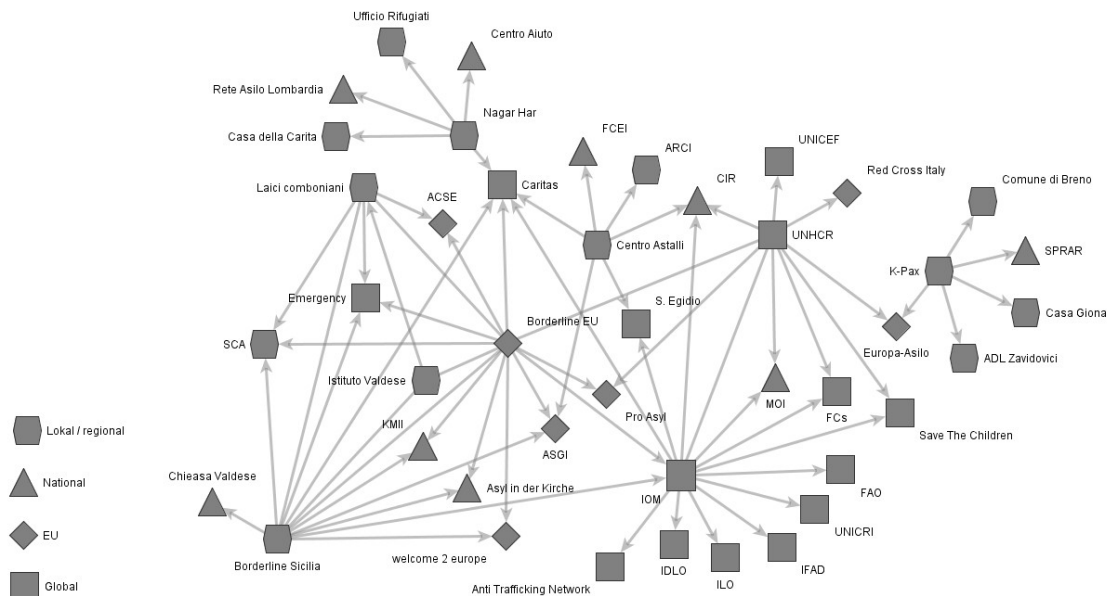 Ufficio Rifugiati
Centro Aiuto
Rete Asilo Lombardia
Nagar Har
Casa della Carita
FCEI
ARCI
UNICEF
Red Cross Italy
Laici comboniani
ACSE
Caritas
CIR
Comune di Breno
Centro Astalli
UNHCR
SPRAR
K-Pax
Emergency
S. Egidio
Casa Giona
Borderline EU
SCA
Europa-Asilo
ADL Zavidovici
Istituto Valdese
Pro Asyl
MOI
FCs
Save The Children
Lokal / regional
KMII
ASGI
National
Chieasa Valdese
Asyl in der Kirche
IOM
FAO
UNICRI
EU
Borderline Sicilia
welcome 2 europe
IDLO
IFAD
Anti Trafficking Network
ILO
Global